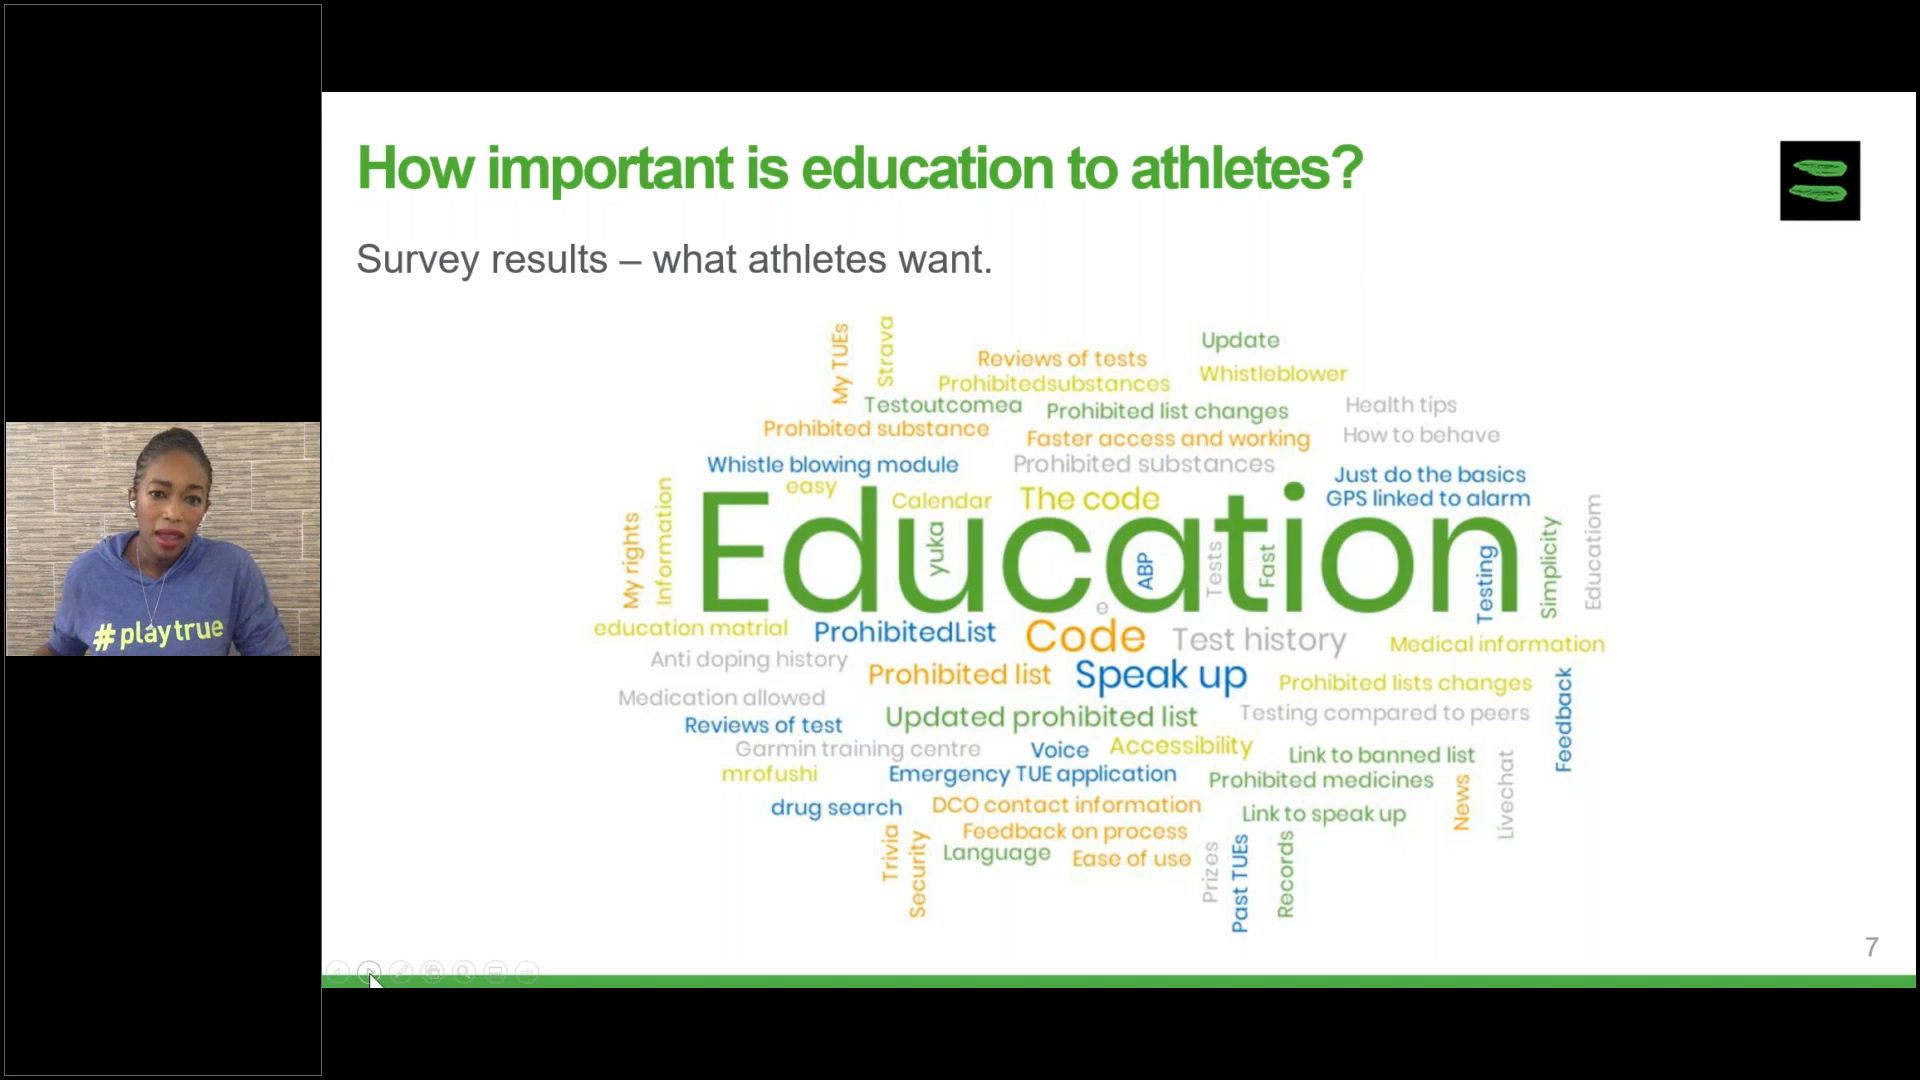 How important is education to athletes?
Survey results – what athletes want.
My TUEs
Strava
Update
Reviews of tests
Whistleblower
Prohibitedsubstances
Testoutcomea
Prohibited list changes
Health tips
Prohibited substance
Faster access and working
How to behave
Whistle blowing module
Prohibited substances
Just do the basics
easy
Calendar
The code
GPS linked to alarm
My rights
Information
Education
yuka
ABP
Tests
Fast
Testing
Simplicity
Educatiom
e
education matrial
ProhibitedList
Code
Test history
Medical information
Anti doping history
Prohibited list
Speak up
Prohibited lists changes
Medication allowed
Updated prohibited list
Testing compared to peers
Feedback
Reviews of test
Garmin training centre
Voice
Accessibility
Link to banned list
mrofushi
Emergency TUE application
Prohibited medicines
News
Livechat
drug search
DCO contact information
Link to speak up
Feedback on process
Trivia
Security
Language
Ease of use
Prizes
Past TUEs
Records
#playtrue
7